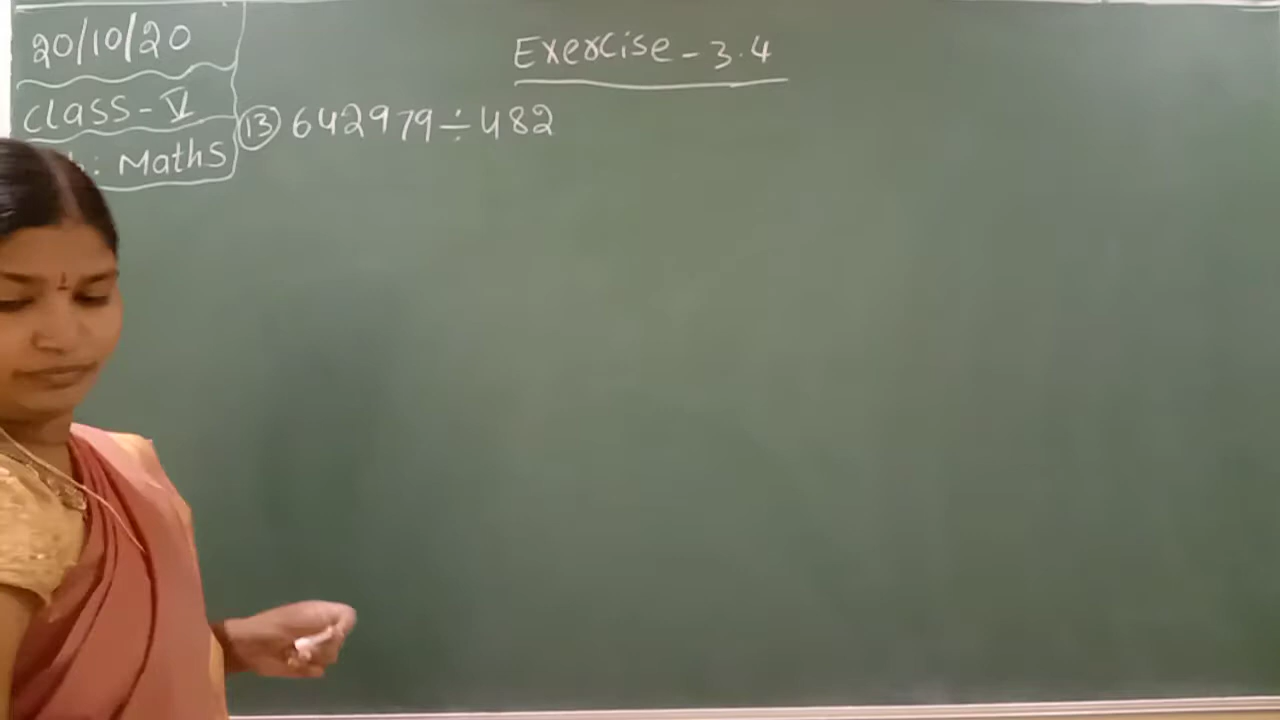 20/10/20
Class - V
: Maths
Exercise - 3.4
13 642979 ÷ 482